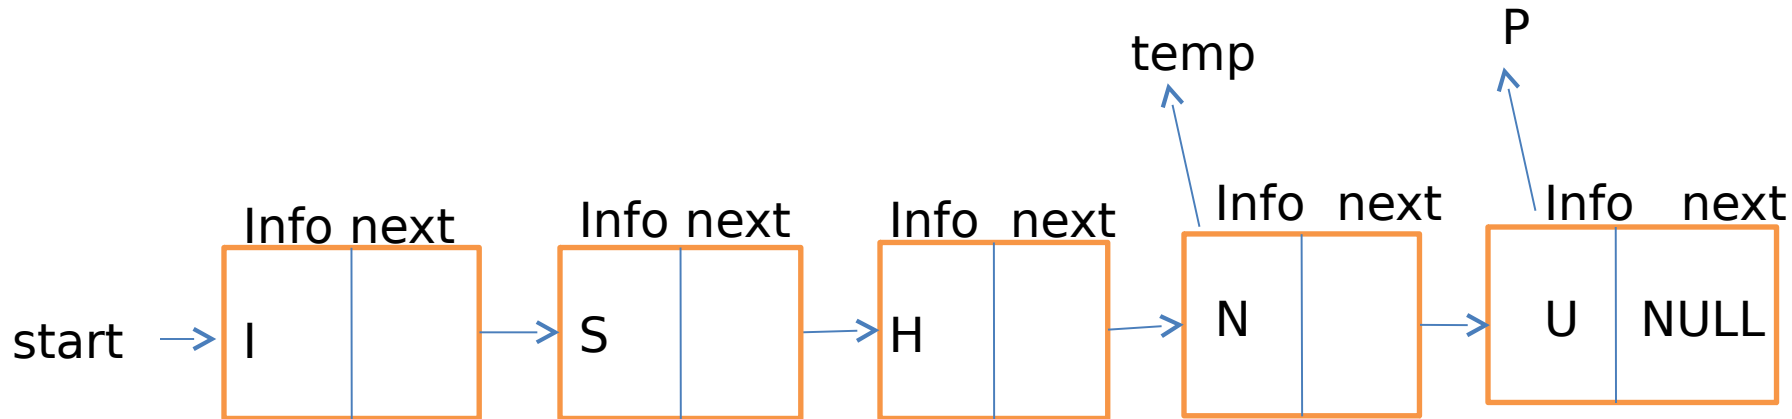 P
temp
Info next Info next Info next Info next Info next
start I S H N U NULL